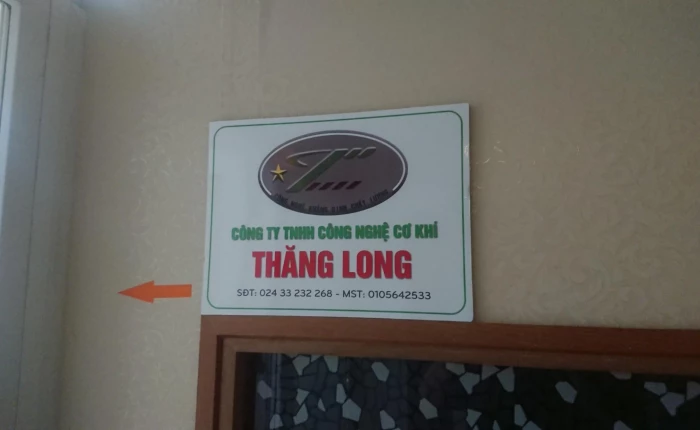 CÔNG TY TNHH CÔNG NGHỆ CƠ KHÍ
THĂNG LONG
SĐT: 024 33 232 268 - MST: 0105642533